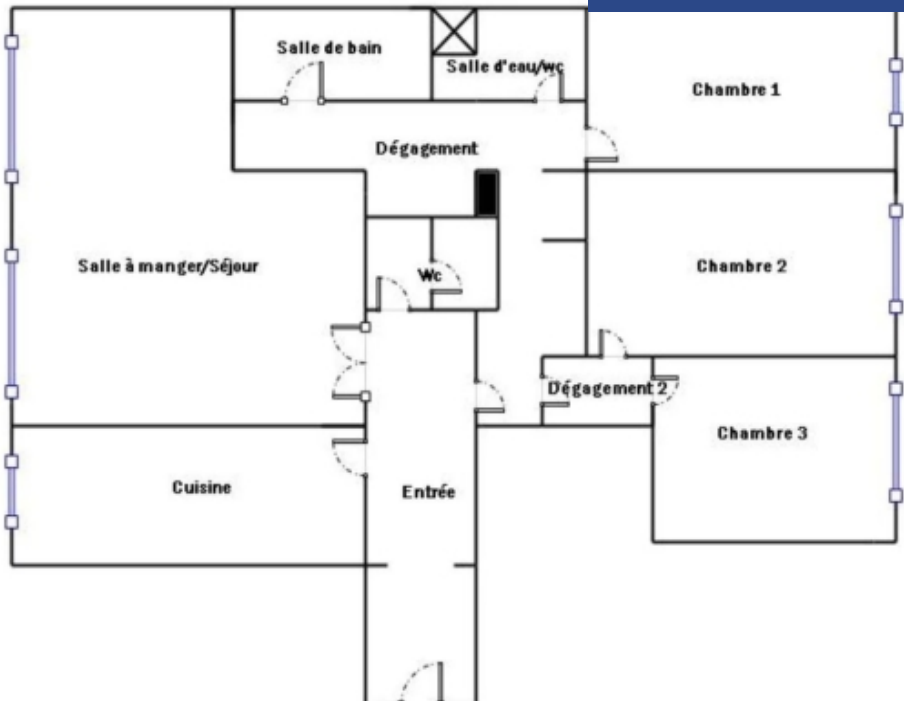 Salle de bain
Salle d'eau/wc
Chambre 1
Dégagement
Salle à manger/Séjour
Wc
Chambre 2
Dégagement 2
Chambre 3
Cuisine
Entrée